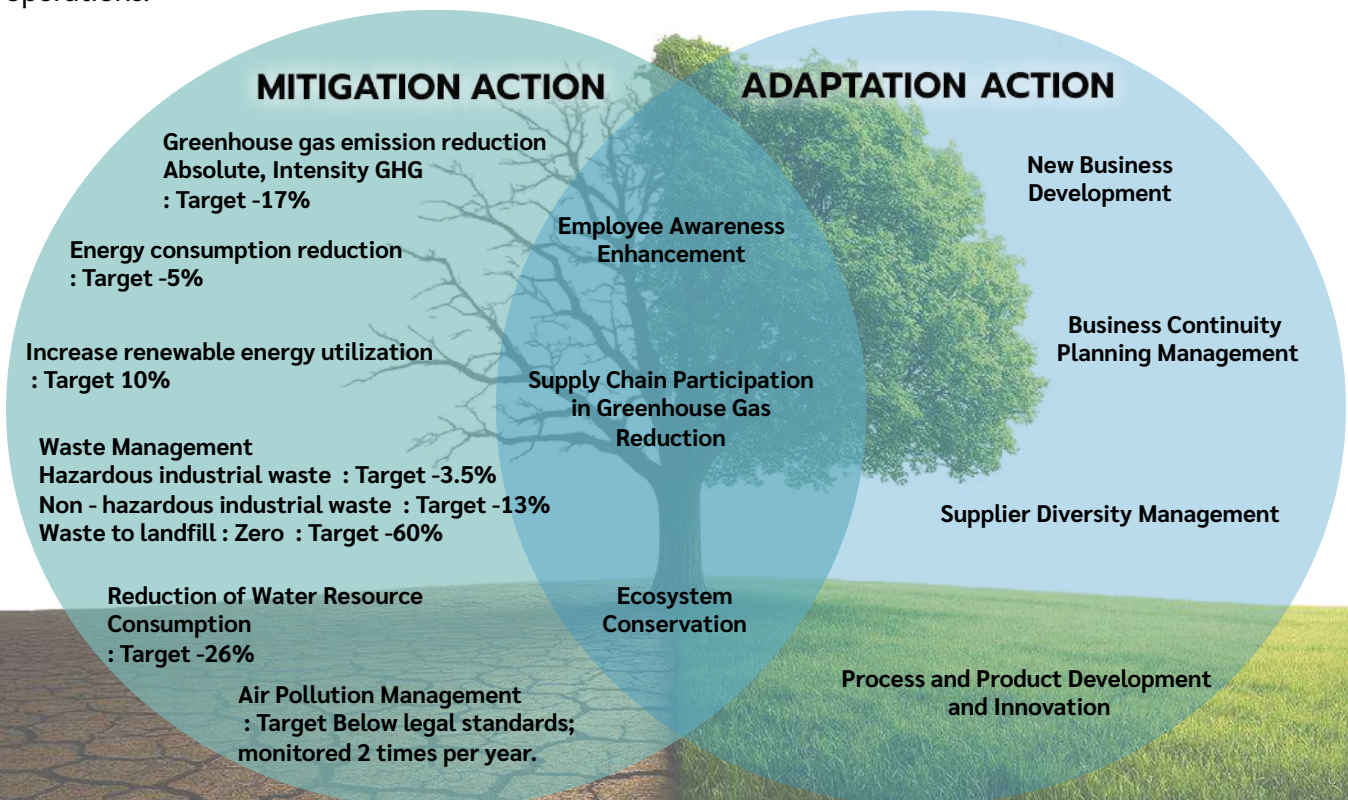 operations.
MITIGATION ACTION
Greenhouse gas emission reduction
Absolute, Intensity GHG
: Target -17%
Energy consumption reduction
: Target -5%
Increase renewable energy utilization
: Target 10%
Waste Management
Hazardous industrial waste : Target -3.5%
Non - hazardous industrial waste : Target -13%
Waste to landfill : Zero : Target -60%
Reduction of Water Resource
Consumption
: Target -26%
Air Pollution Management
: Target Below legal standards;
monitored 2 times per year.
Employee Awareness
Enhancement
Supply Chain Participation
in Greenhouse Gas
Reduction
Ecosystem
Conservation
ADAPTATION ACTION
New Business
Development
Business Continuity
Planning Management
Supplier Diversity Management
Process and Product Development
and Innovation